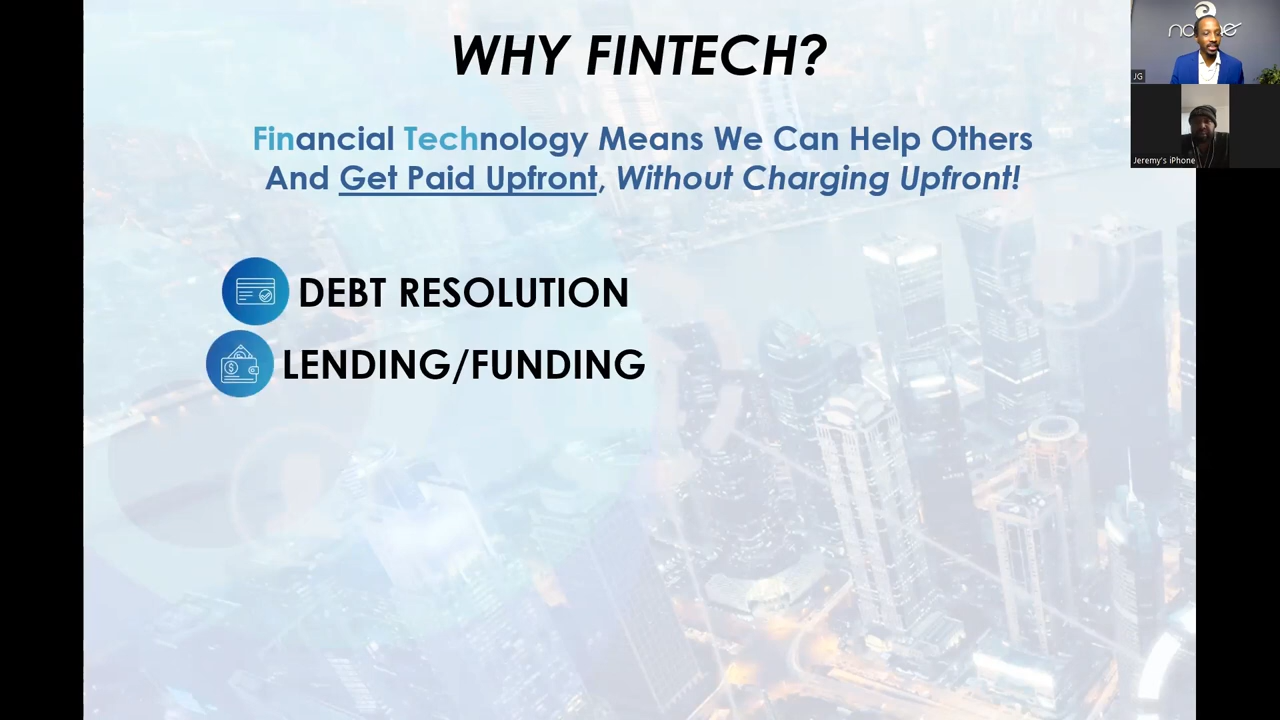 WHY FINTECH?
Financial Technology Means We Can Help Others
And Get Paid Upfront, Without Charging Upfront!
DEBT RESOLUTION
LENDING/FUNDING
JG
Jeremy's iPhone